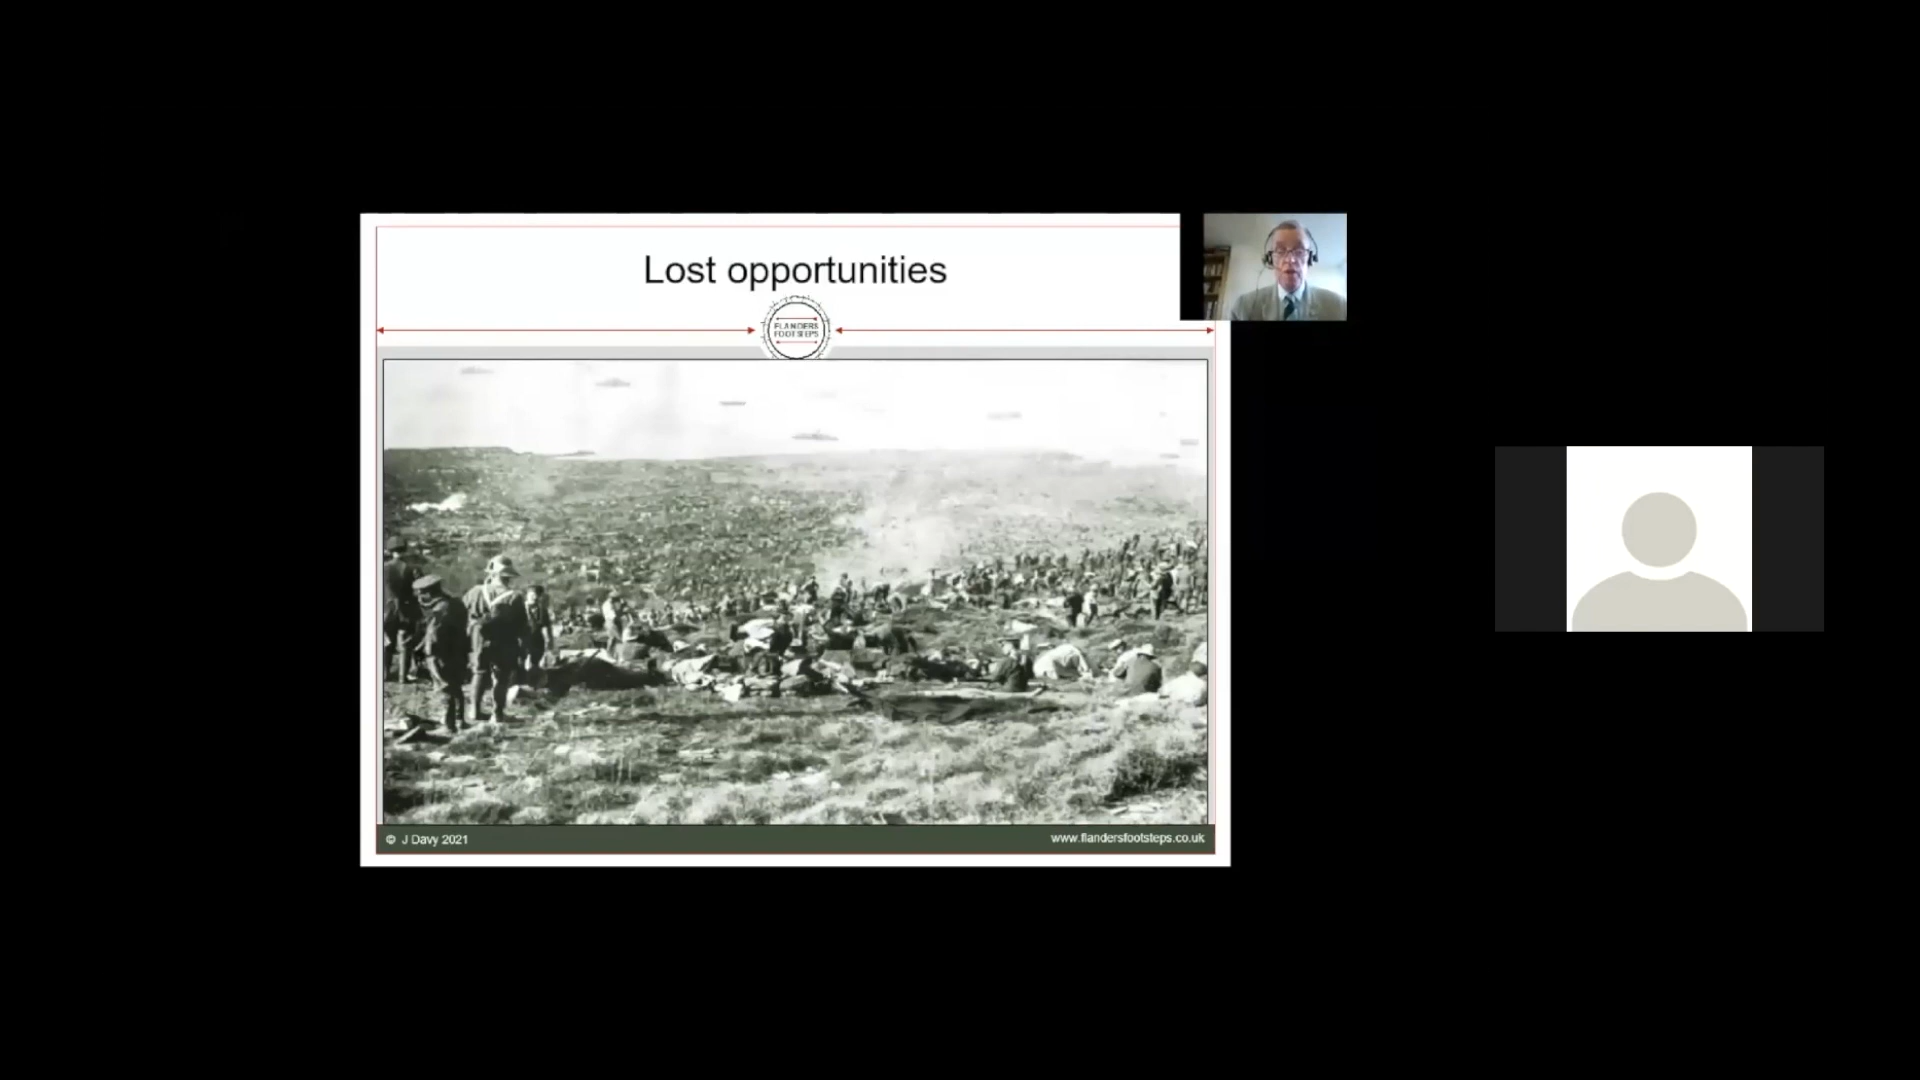 Lost opportunities
FLANDERS
FOOTSTEPS
© J Davy 2021
www.flandersfootsteps.co.uk